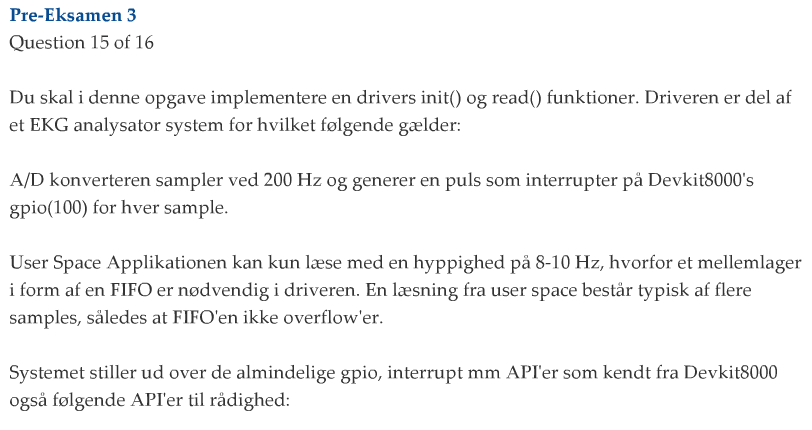 Pre-Eksamen 3
Question 15 of 16
Du skal i denne opgave implementere en drivers init() og read() funktioner. Driveren er del af
et EKG analysator system for hvilket følgende gælder:
A/D konverteren sampler ved 200 Hz og generer en puls som interrupter på Devkit8000's
gpio(100) for hver sample.
User Space Applikationen kan kun læse med en hyppighed på 8-10 Hz, hvorfor et mellemlager
i form af en FIFO er nødvendig i driveren. En læsning fra user space består typisk af flere
samples, således at FIFO'en ikke overflow'er.
Systemet stiller ud over de almindelige gpio, interrupt mm API'er som kendt fra Devkit8000
også følgende API'er til rådighed: